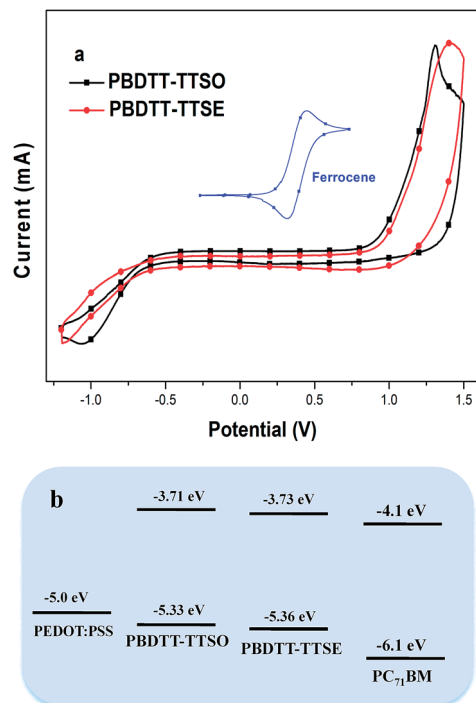 a
PBDTT-TTSO
PBDTT-TTSE
Ferrocene
Current (mA)
-1.0 -0.5 0.0 0.5 1.0 1.5
Potential (V)
b
-3.71 eV -3.73 eV -4.1 eV
-5.0 eV -5.33 eV -5.36 eV
PEDOT:PSS PBDTT-TTSO PBDTT-TTSE
-6.1 eV
PC₇₁BM